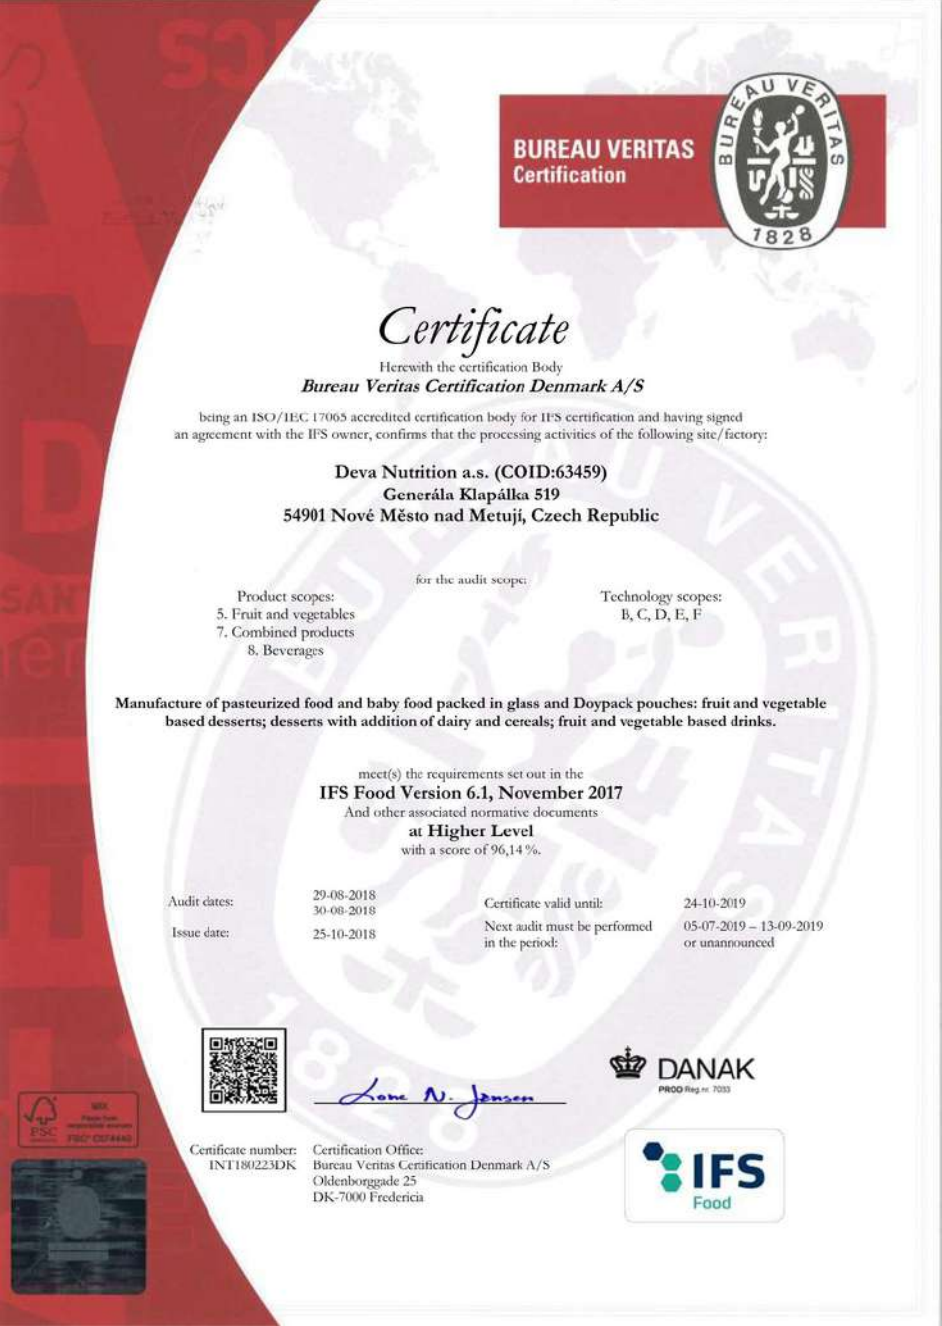 BUREAU VERITAS
Certification
BUREAU VERITAS
1828
Certificate
Herewith the certification Body
Bureau Veritas Certification Denmark A/S
being an ISO/IEC 17065 accredited certification body for IFS certification and having signed
an agreement with the IFS owner, confirms that the processing activities of the following site/factory:
Deva Nutrition a.s. (COID:63459)
Generála Klapálka 519
54901 Nové Město nad Metují, Czech Republic
for the audit scope:
Product scopes:
5. Fruit and vegetables
7. Combined products
8. Beverages
Technology scopes:
B, C, D, E, F
Manufacture of pasteurized food and baby food packed in glass and Doypack pouches: fruit and vegetable
based desserts; desserts with addition of dairy and cereals; fruit and vegetable based drinks.
meet(s) the requirements set out in the
IFS Food Version 6.1, November 2017
And other associated normative documents
at Higher Level
with a score of 96,14 %.
Audit dates:
29-08-2018
30-08-2018
Issue date:
25-10-2018
Certificate valid until:
24-10-2019
Next audit must be performed
in the period:
05-07-2019 – 13-09-2019
or unannounced
Lone N. Jensen
DANAK
PROD Reg.nr. 7033
FSC
MIX
Certificate number:
INT180223DK
Certification Office:
Bureau Veritas Certification Denmark A/S
Oldenborggade 25
DK-7000 Fredericia
IFS
Food